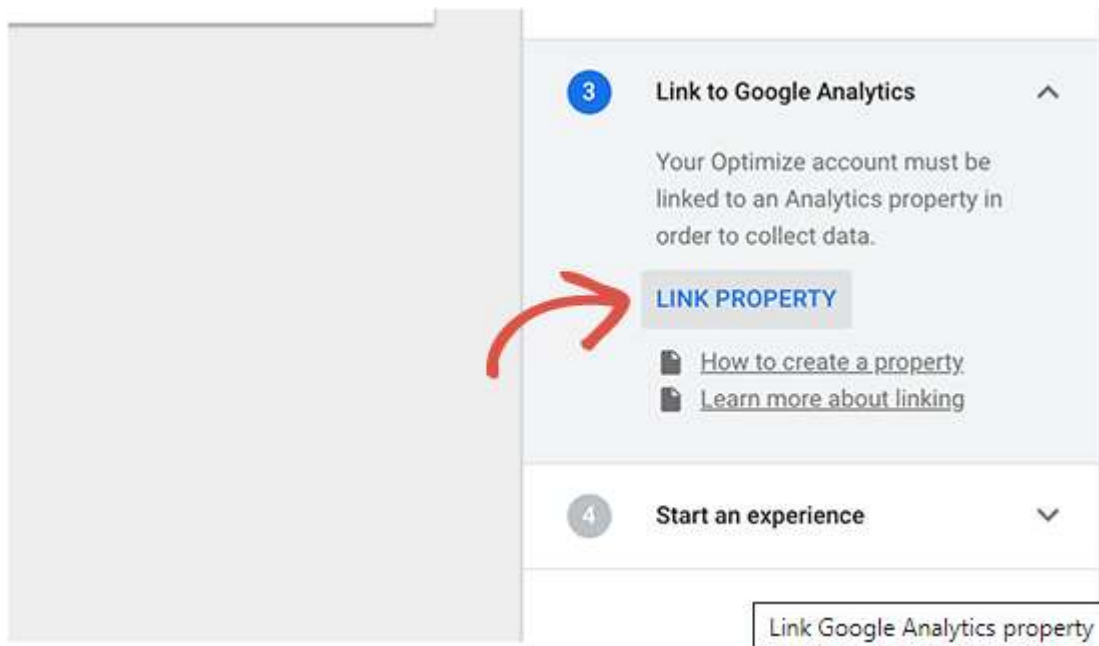 3 Link to Google Analytics
Your Optimize account must be
linked to an Analytics property in
order to collect data.
LINK PROPERTY
How to create a property
Learn more about linking
4 Start an experience
Link Google Analytics property